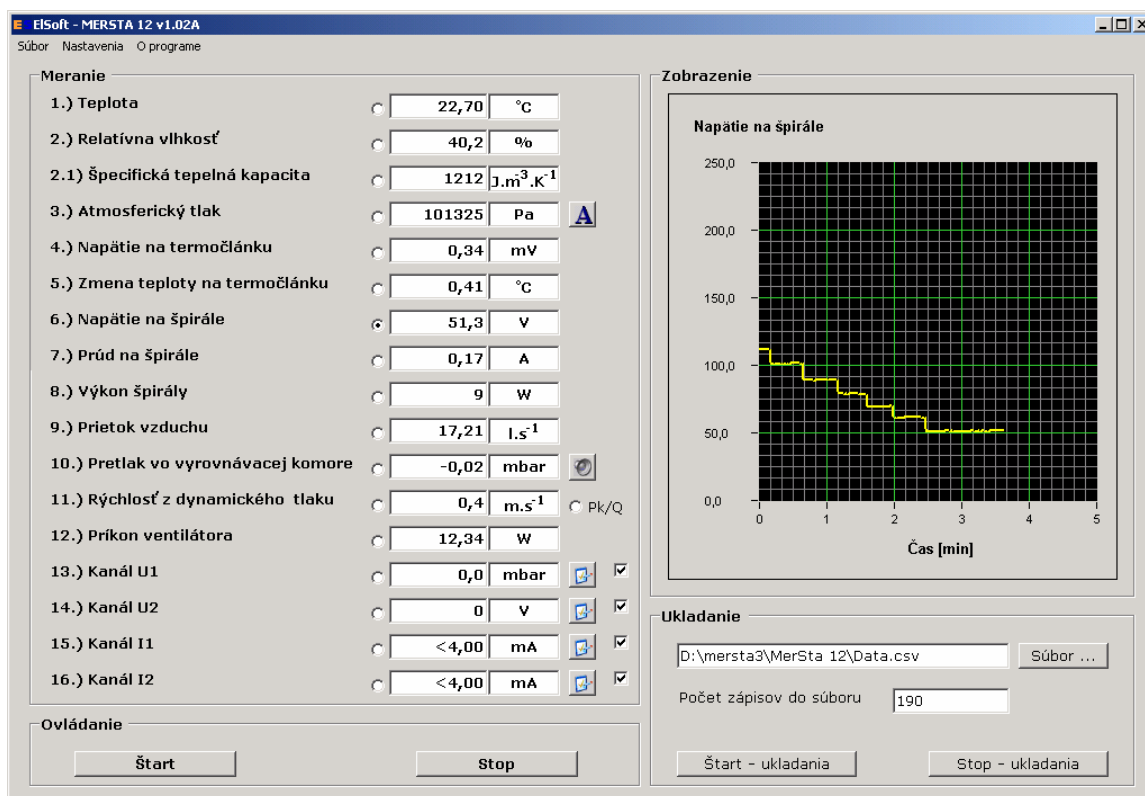 ElSoft - MERSTA 12 v1.02A
Súbor Nastavenia O programe
Meranie
1.) Teplota 22,70 °C
2.) Relatívna vlhkosť 40,2 %
2.1) Špecifická tepelná kapacita 1212 J.m⁻³.K⁻¹
3.) Atmosferický tlak 101325 Pa A
4.) Napätie na termočlánku 0,34 mV
5.) Zmena teploty na termočlánku 0,41 °C
6.) Napätie na špirále 51,3 V
7.) Prúd na špirále 0,17 A
8.) Výkon špirály 9 W
9.) Prietok vzduchu 17,21 l.s⁻¹
10.) Pretlak vo vyrovnávacej komore -0,02 mbar
11.) Rýchlosť z dynamického tlaku 0,4 m.s⁻¹ Pk/Q
12.) Príkon ventilátora 12,34 W
13.) Kanál U1 0,0 mbar
14.) Kanál U2 0 V
15.) Kanál I1 <4,00 mA
16.) Kanál I2 <4,00 mA
Ovládanie
Štart Stop
Zobrazenie
Napätie na špirále
250,0
200,0
150,0
100,0
50,0
0,0
0 1 2 3 4 5
Čas [min]
Ukladanie
D:\mersta3\MerSta 12\Data.csv Súbor ...
Počet zápisov do súboru 190
Štart - ukladania Stop - ukladania